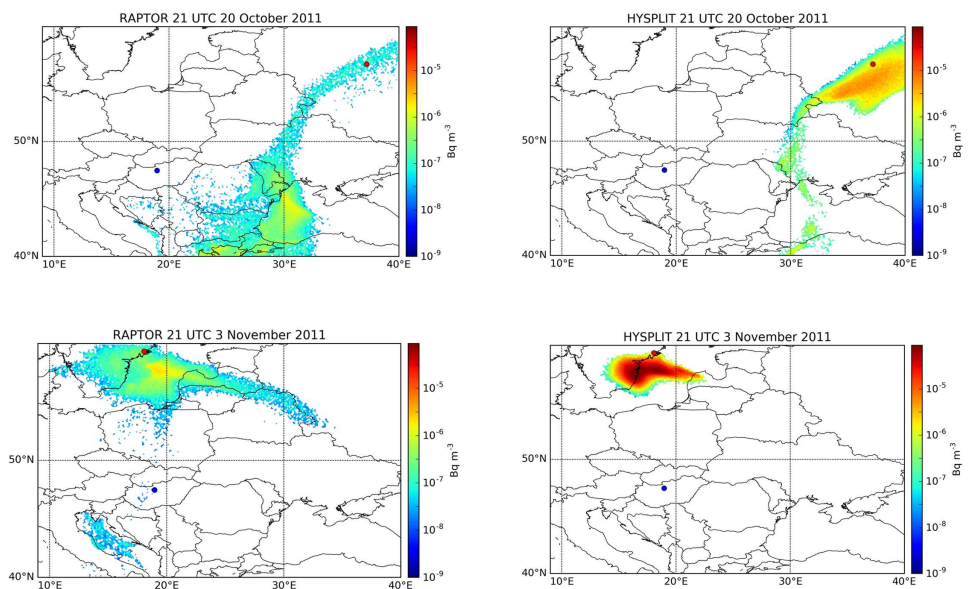 RAPTOR 21 UTC 20 October 2011
50°N
40°N
10°E
20°E
30°E
40°E
10⁻⁵
10⁻⁶
10⁻⁷
10⁻⁸
10⁻⁹
Bq m⁻³
HYSPLIT 21 UTC 20 October 2011
50°N
40°N
10°E
20°E
30°E
40°E
10⁻⁵
10⁻⁶
10⁻⁷
10⁻⁸
10⁻⁹
Bq m⁻³
RAPTOR 21 UTC 3 November 2011
50°N
40°N
10°E
20°E
30°E
40°E
10⁻⁵
10⁻⁶
10⁻⁷
10⁻⁸
10⁻⁹
Bq m⁻³
HYSPLIT 21 UTC 3 November 2011
50°N
40°N
10°E
20°E
30°E
40°E
10⁻⁵
10⁻⁶
10⁻⁷
10⁻⁸
10⁻⁹
Bq m⁻³